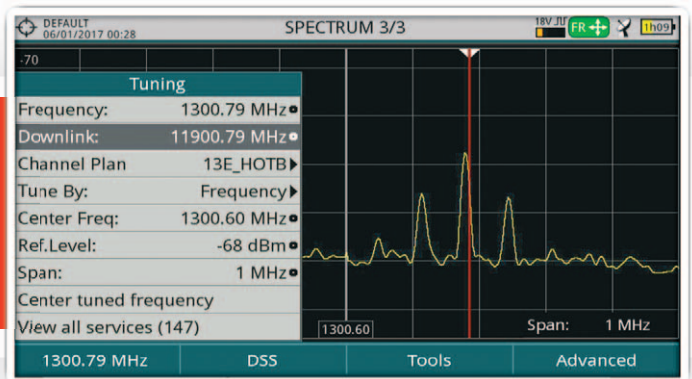 DEFAULT
06/01/2017 00:28
SPECTRUM 3/3
18V
FR
1h09
-70
Tuning
Frequency: 1300.79 MHz
Downlink: 11900.79 MHz
Channel Plan 13E_HOTB
Tune By: Frequency
Center Freq: 1300.60 MHz
Ref.Level: -68 dBm
Span: 1 MHz
Center tuned frequency
View all services (147)
1300.60
Span: 1 MHz
1300.79 MHz
DSS
Tools
Advanced